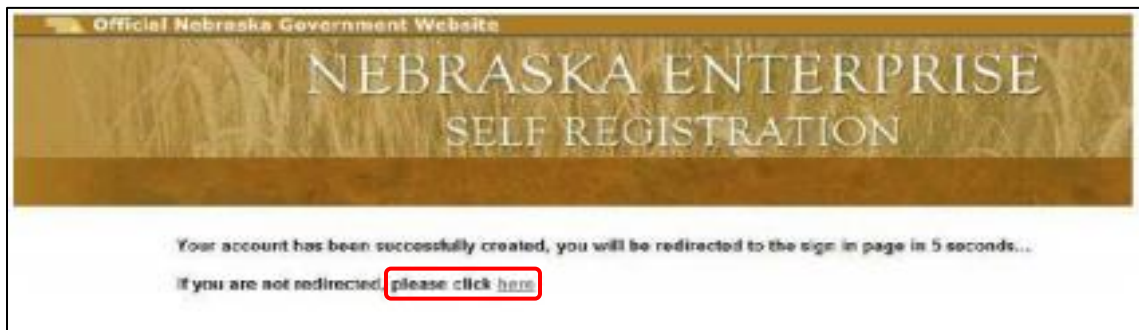 Official Nebraska Government Website
NEBRASKA ENTERPRISE
SELF REGISTRATION
Your account has been successfully created, you will be redirected to the sign in page in 5 seconds...
If you are not redirected, please click here